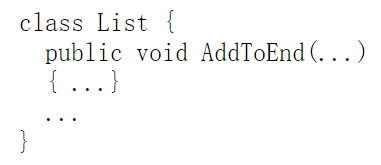 class List {
  public void AddToEnd(...)
  { ...}
  ...
}